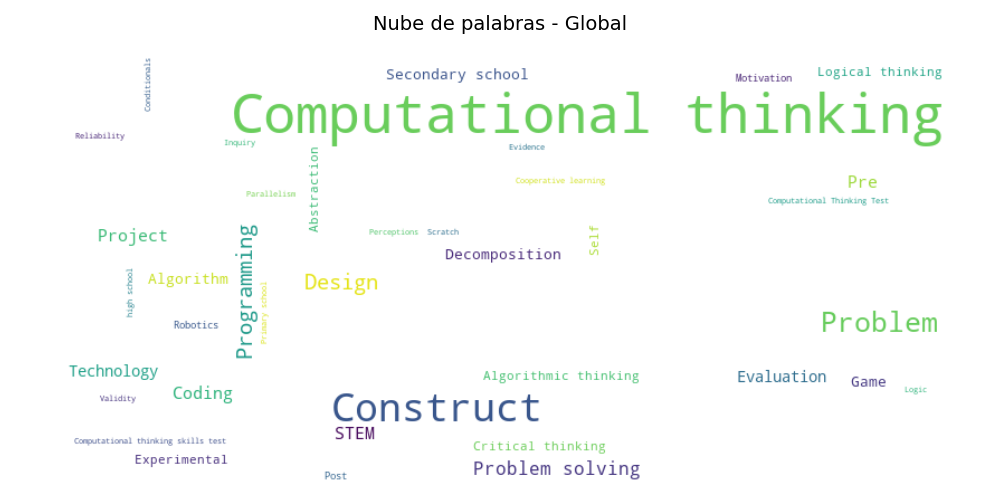 Nube de palabras - Global
Secondary school
Logical thinking
Motivation
Conditionals
Computational thinking
Reliability
Inquiry
Evidence
Abstraction
Cooperative learning
Pre
Parallelism
Computational Thinking Test
Project
Perceptions
Scratch
Self
Programming
Decomposition
high school
Algorithm
Design
Primary school
Robotics
Problem
Technology
Algorithmic thinking
Evaluation
Game
Logic
Validity
Coding
Construct
STEM
Computational thinking skills test
Critical thinking
Experimental
Problem solving
Post